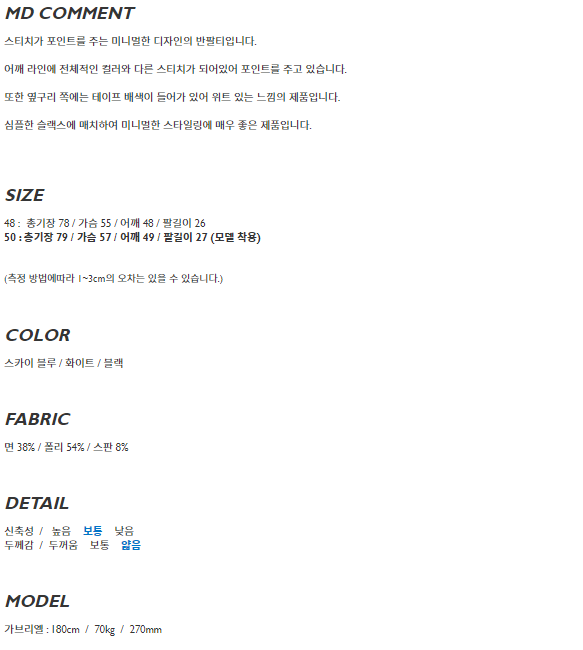 MD COMMENT
스티치가 포인트를 주는 미니멀한 디자인의 반팔티입니다.
어깨 라인에 전체적인 컬러와 다른 스티치가 되어있어 포인트를 주고 있습니다.
또한 옆구리 쪽에는 테이프 배색이 들어가 있어 위트 있는 느낌의 제품입니다.
심플한 슬랙스에 매치하여 미니멀한 스타일링에 매우 좋은 제품입니다.
SIZE
48 : 총기장 78 / 가슴 55 / 어깨 48 / 팔길이 26
50 : 총기장 79 / 가슴 57 / 어깨 49 / 팔길이 27 (모델 착용)
(측정 방법에따라 1~3cm의 오차는 있을 수 있습니다.)
COLOR
스카이 블루 / 화이트 / 블랙
FABRIC
면 38% / 폴리 54% / 스판 8%
DETAIL
신축성 / 높음 보통 낮음
두께감 / 두꺼움 보통 얇음
MODEL
가브리엘 : 180cm / 70kg / 270mm